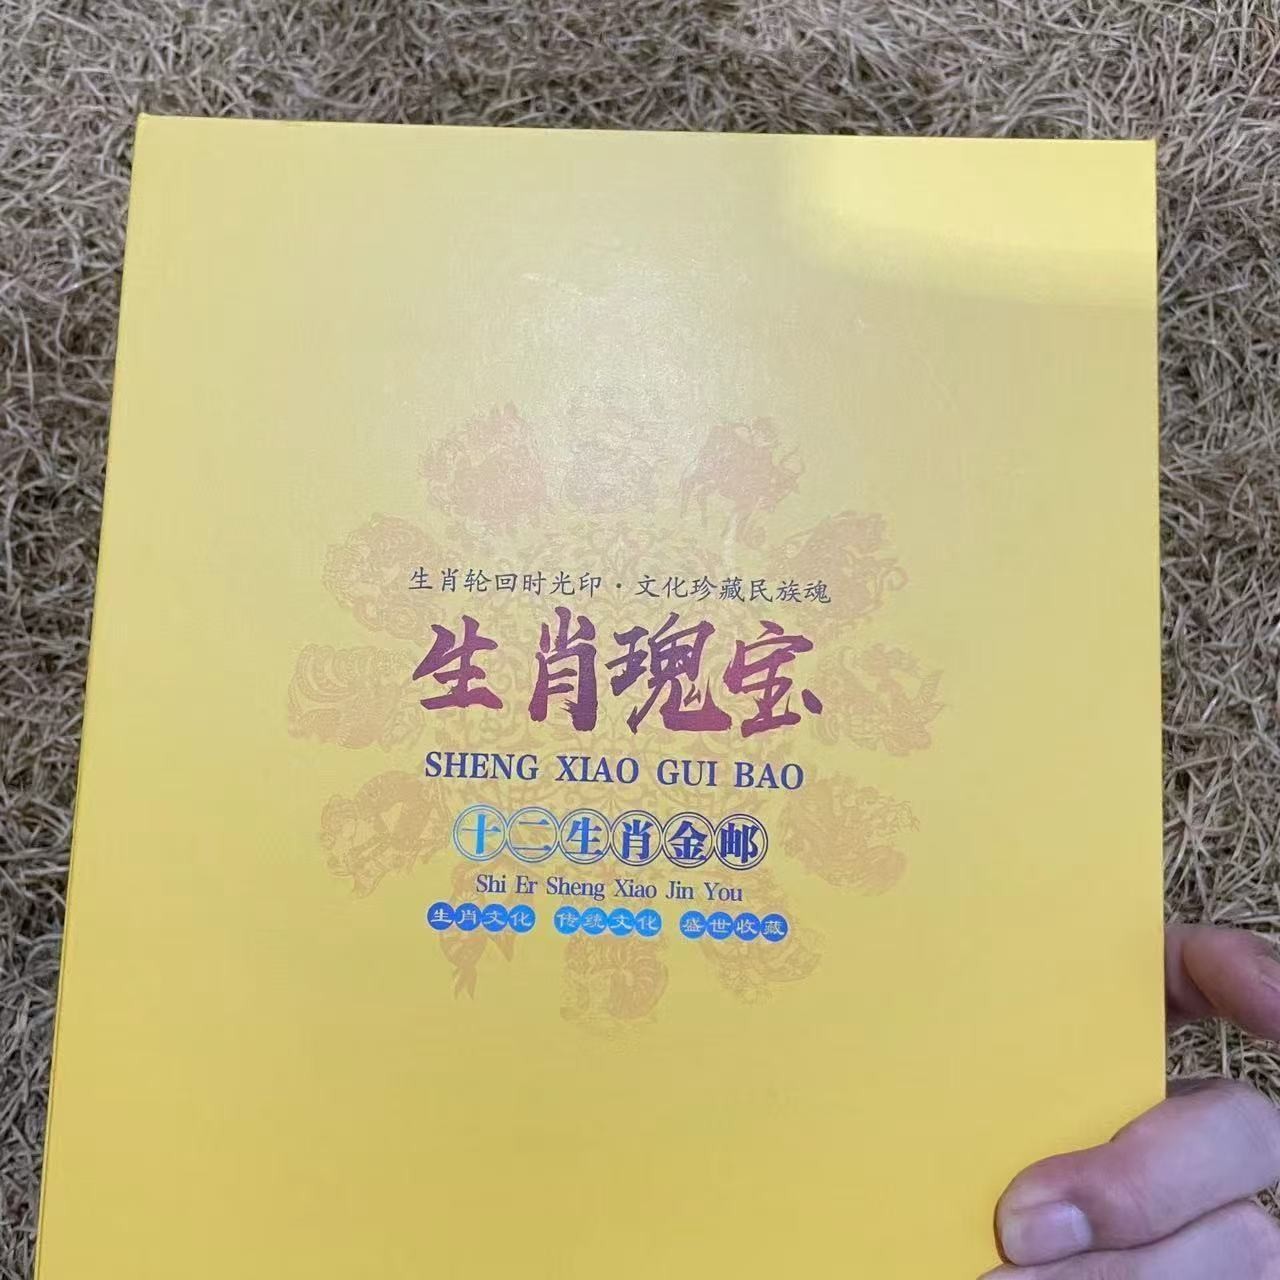 生肖轮回时光印·文化珍藏民族魂
生肖瑰宝
SHENG XIAO GUI BAO
十二生肖金邮
Shi Er Sheng Xiao Jin You
生肖文化 传统文化 盛世收藏